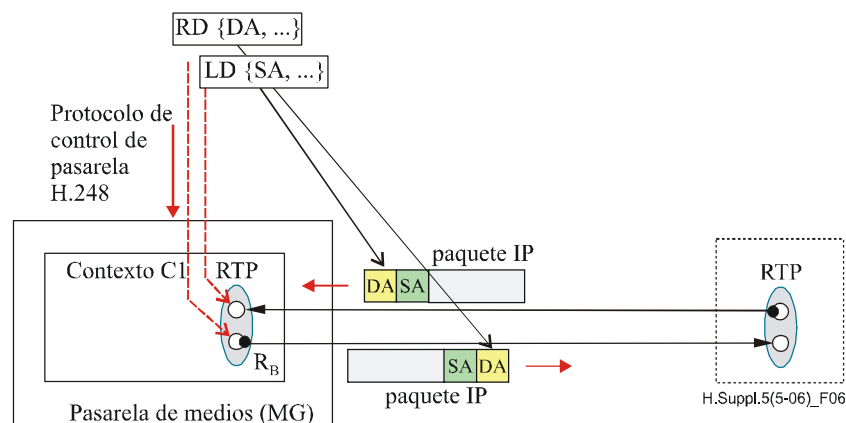 RD {DA, ...}
LD {SA, ...}
Protocolo de
control de
pasarela
H.248
paquete IP
Contexto C1
RTP
RTP
DA
SA
R_B
SA
DA
paquete IP
Pasarela de medios (MG)
H.Suppl.5(5-06)_F06